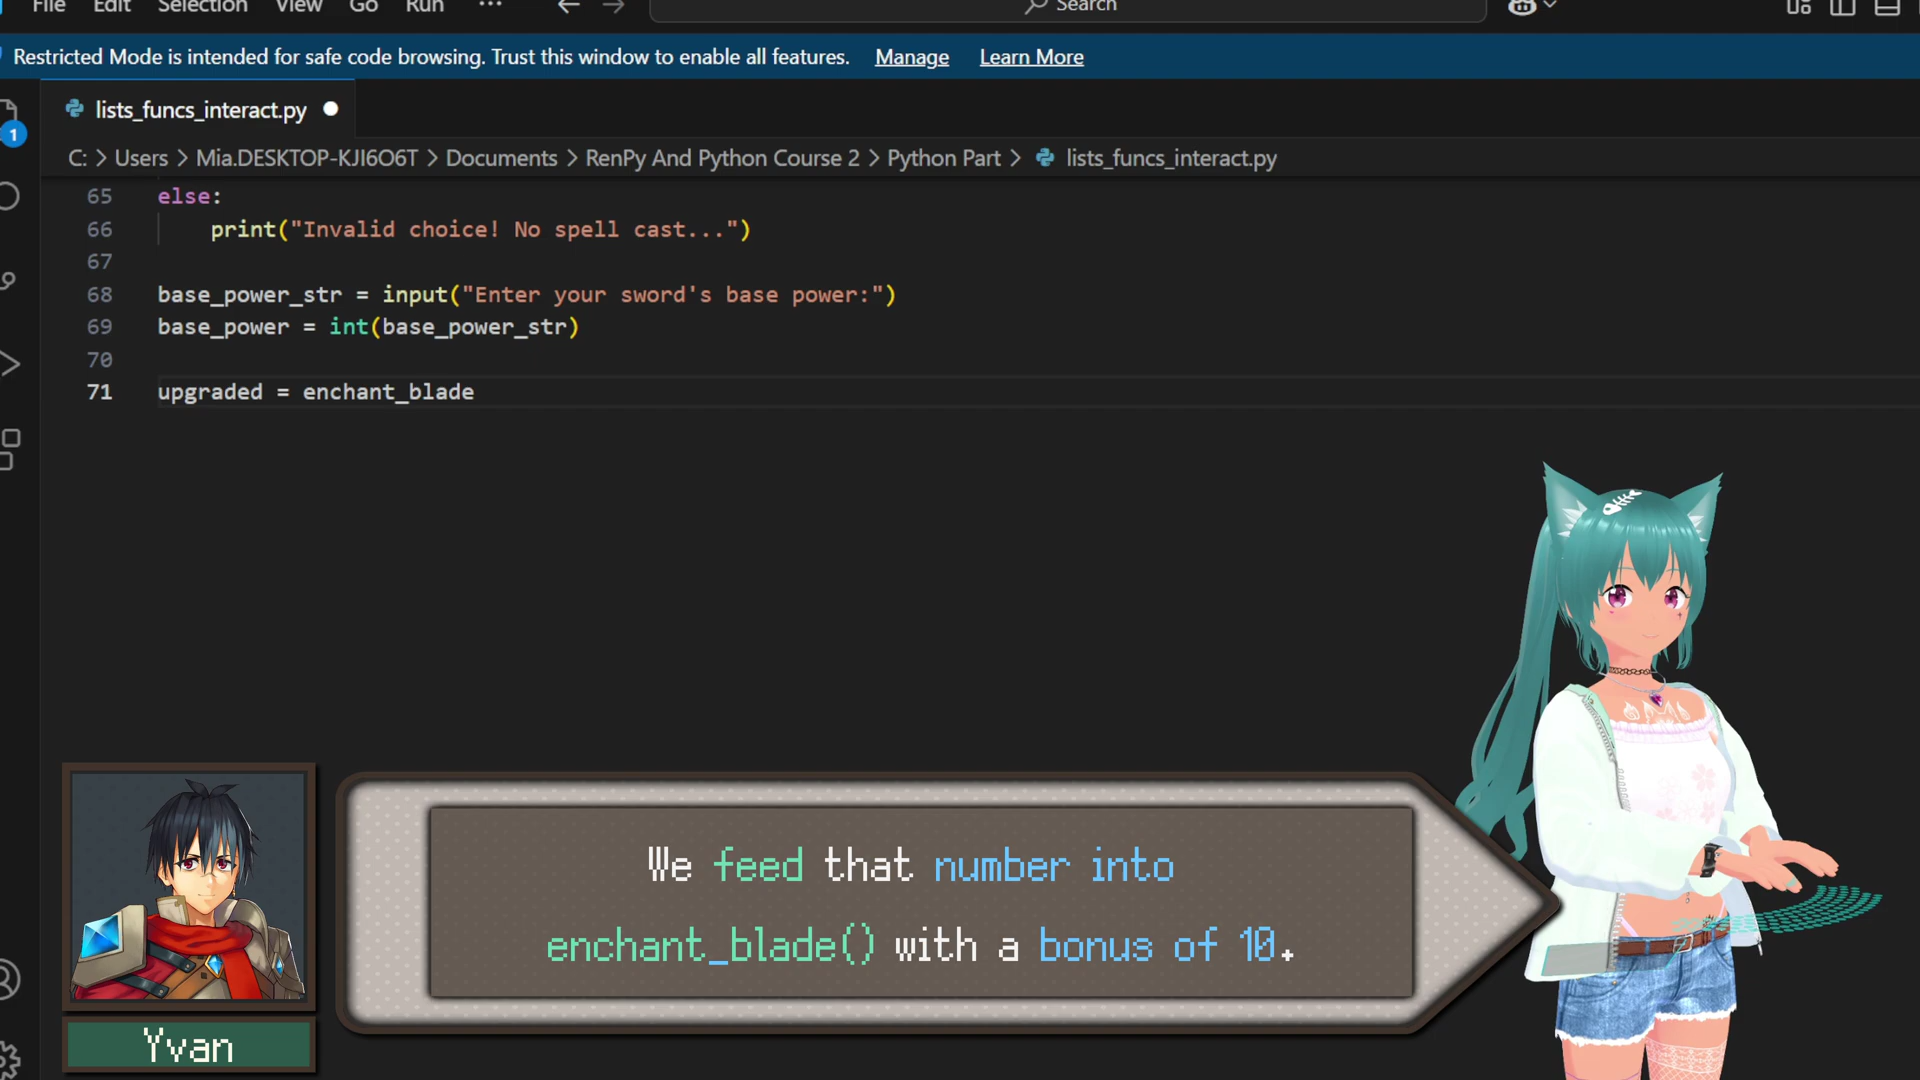 File Edit Selection View Go Run ··· Search
Restricted Mode is intended for safe code browsing. Trust this window to enable all features. Manage Learn More
lists_funcs_interact.py
1
C: > Users > Mia.DESKTOP-KJI6O6T > Documents > RenPy And Python Course 2 > Python Part > lists_funcs_interact.py
65 else:
66 print("Invalid choice! No spell cast...")
67
68 base_power_str = input("Enter your sword's base power:")
69 base_power = int(base_power_str)
70
71 upgraded = enchant_blade
We feed that number into
enchant_blade() with a bonus of 10.
Yvan